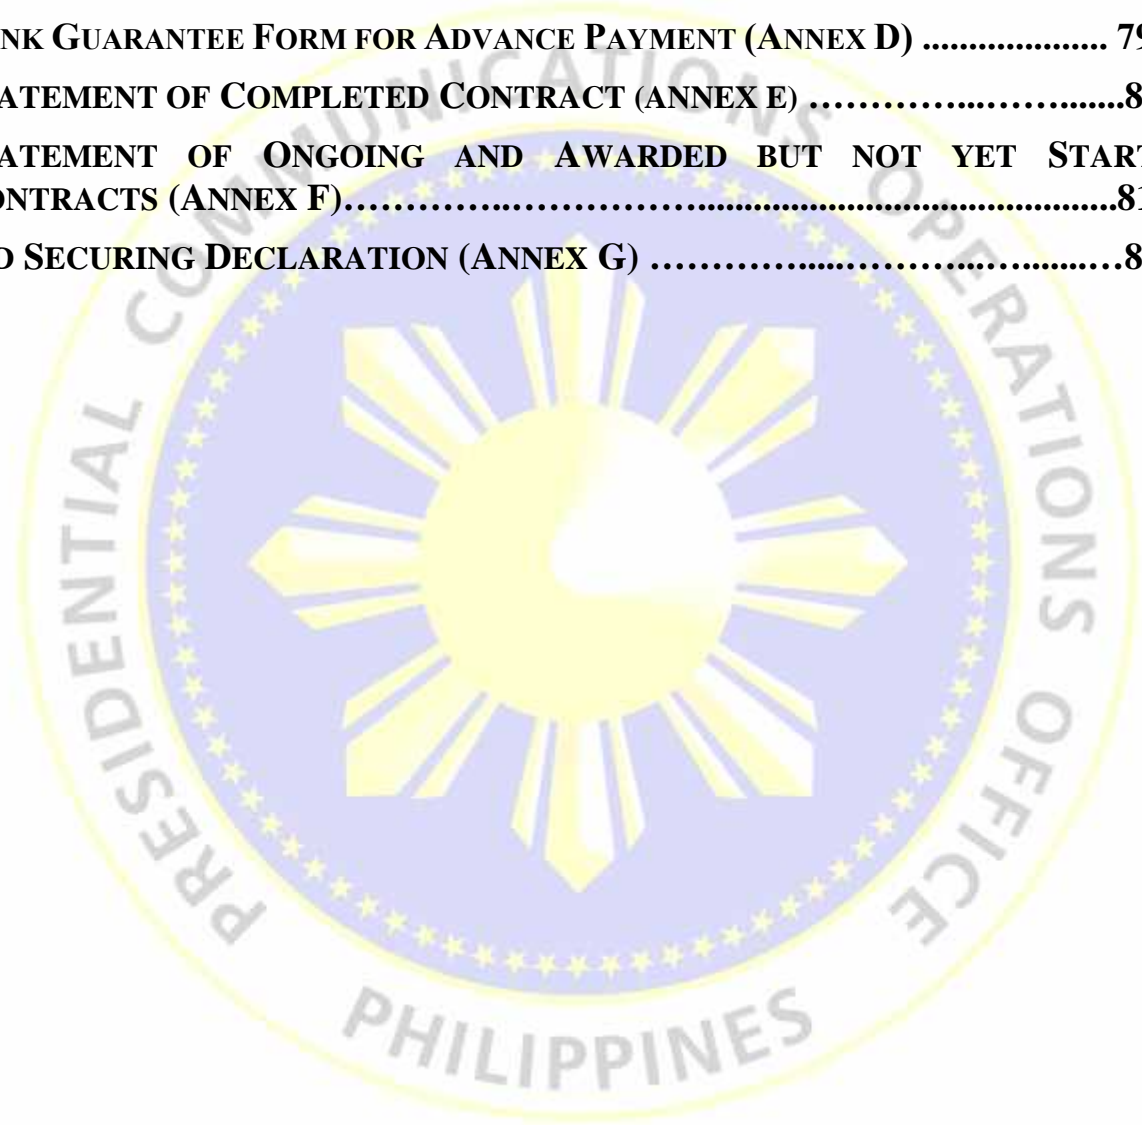 NK GUARANTEE FORM FOR ADVANCE PAYMENT (ANNEX D) ..................... 79
ATEMENT OF COMPLETED CONTRACT (ANNEX E) …………...…….......8
ATEMENT OF ONGOING AND AWARDED BUT NOT YET START
ONTRACTS (ANNEX F)…………..……………...............................................81
D SECURING DECLARATION (ANNEX G) ………….....………...….......…8
PRESIDENTIAL COMMUNICATIONS OPERATIONS OFFICE
PHILIPPINES